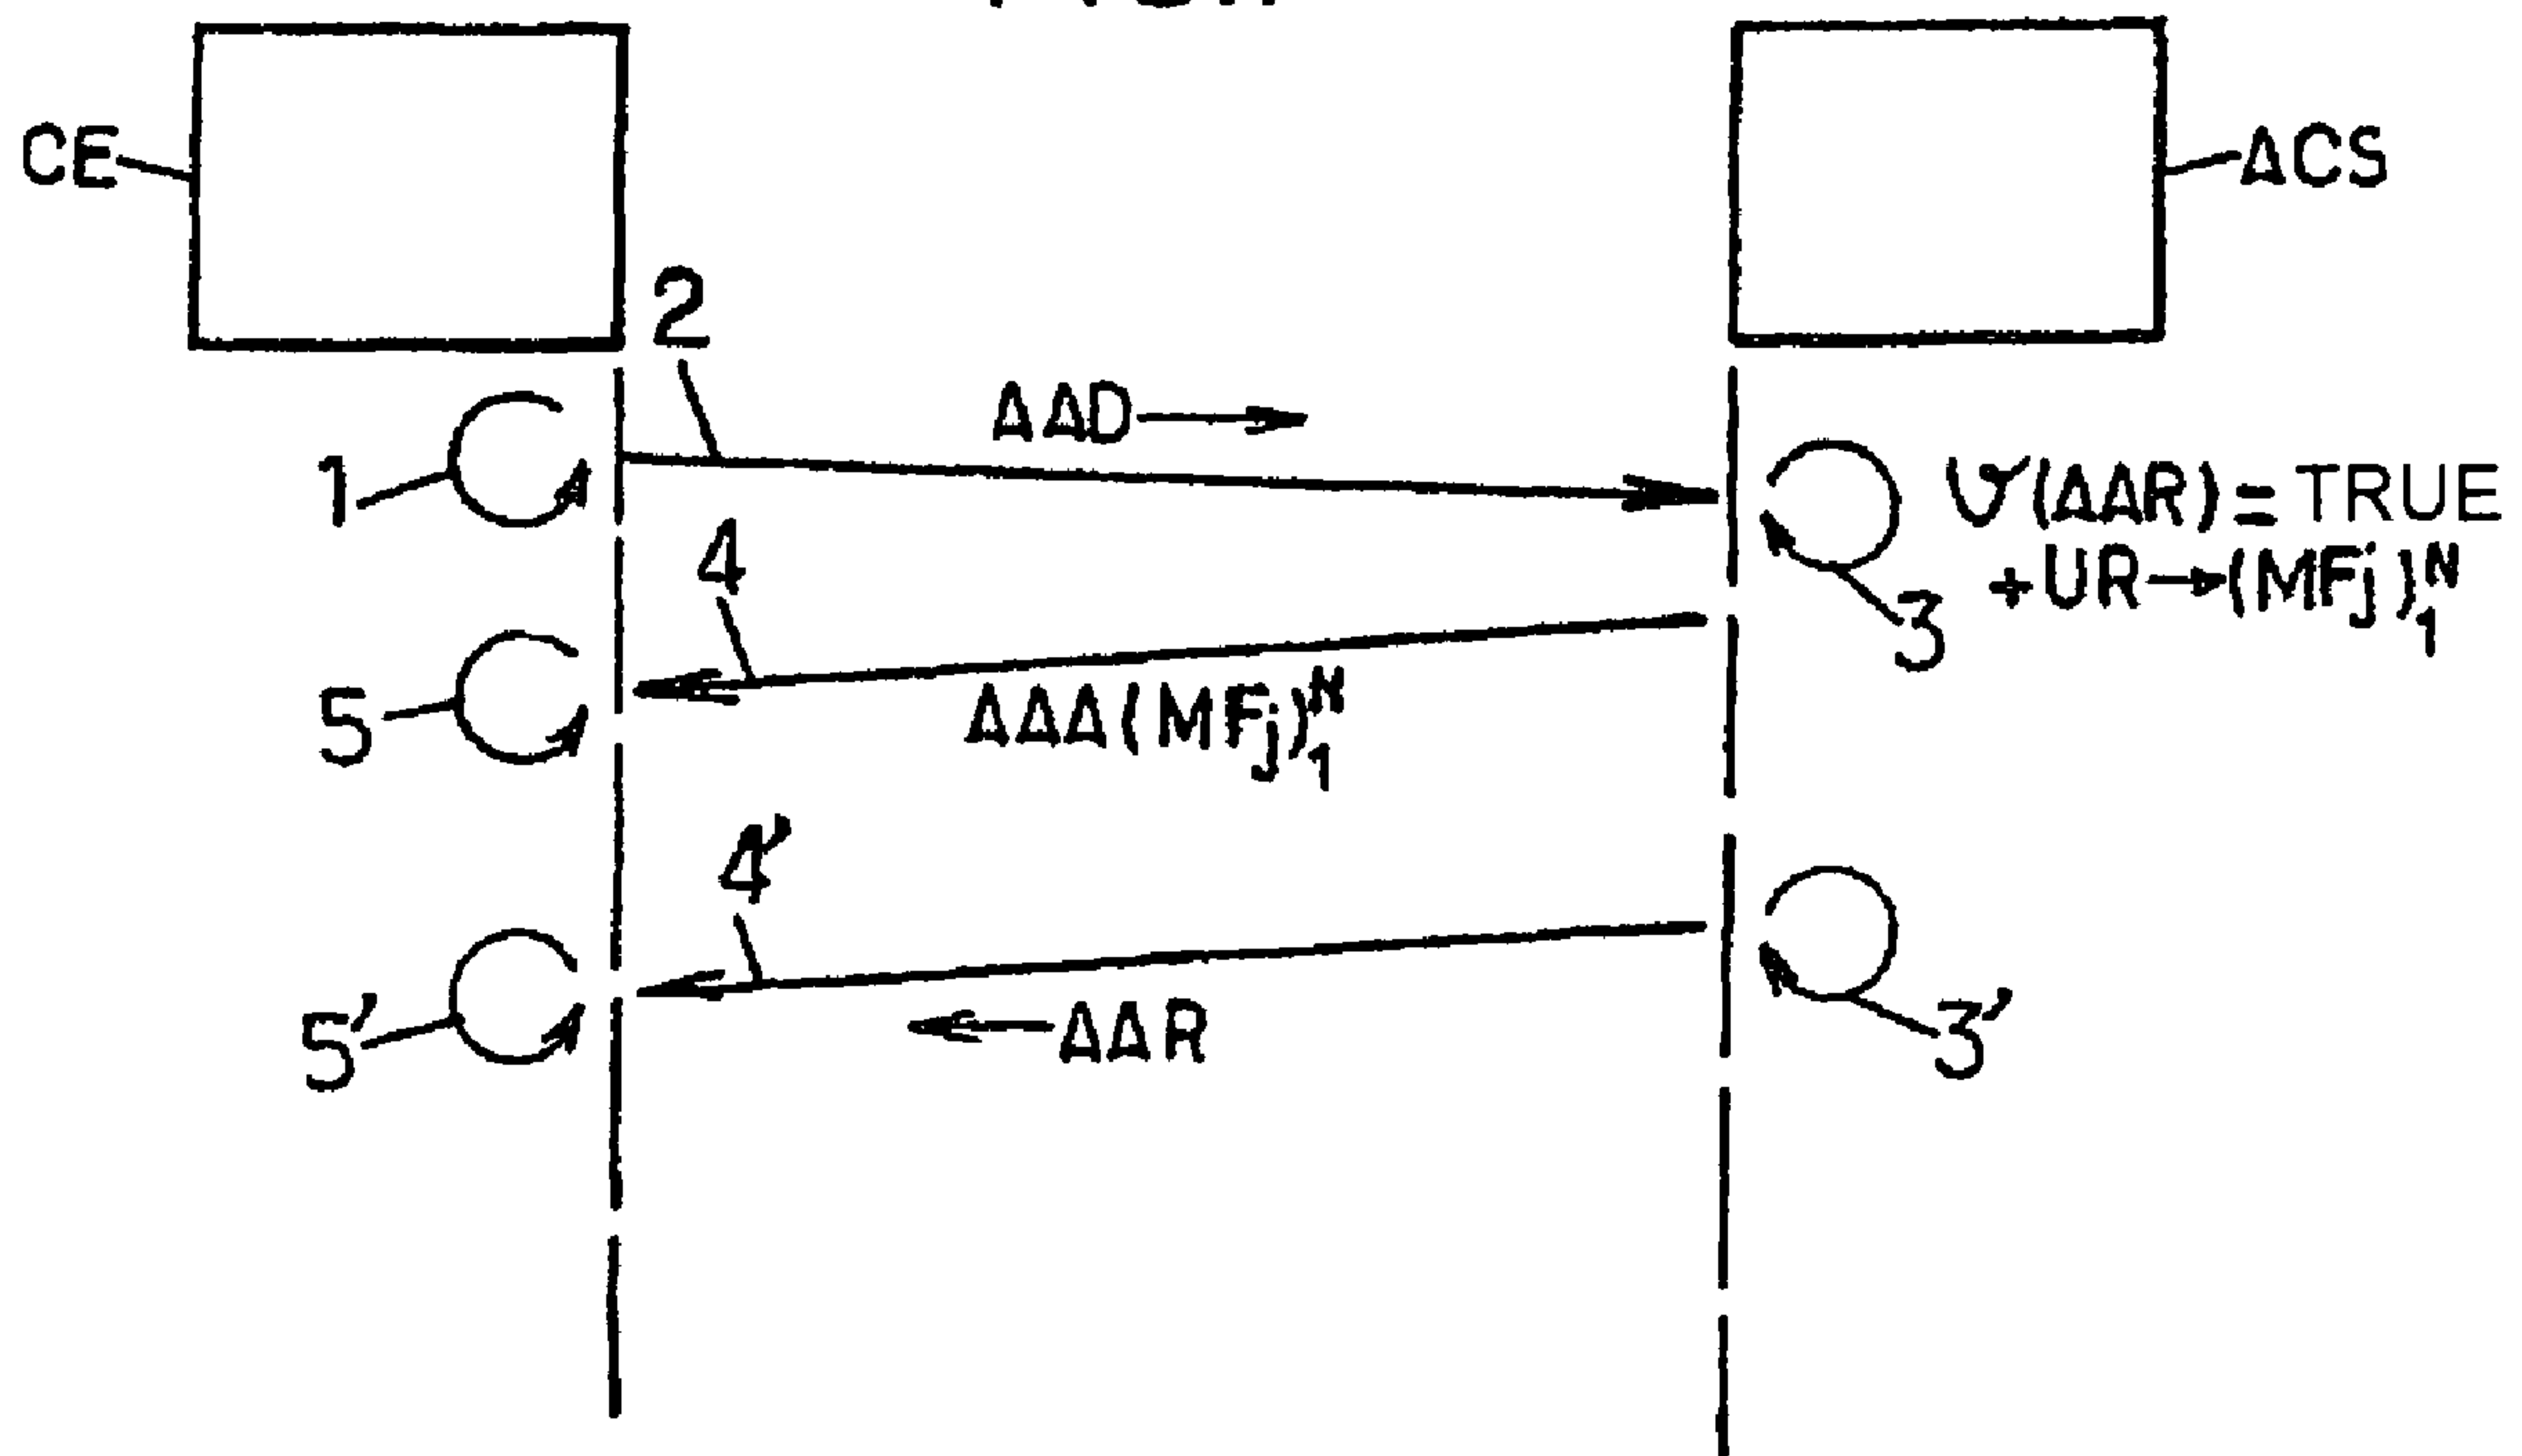 CE
ACS
2
AAD
1
V(AAR) = TRUE
+UR→(MFj)₁ᴺ
3
4
5
AAA(MFj)₁ᴺ
4'
5'
AAR
3'